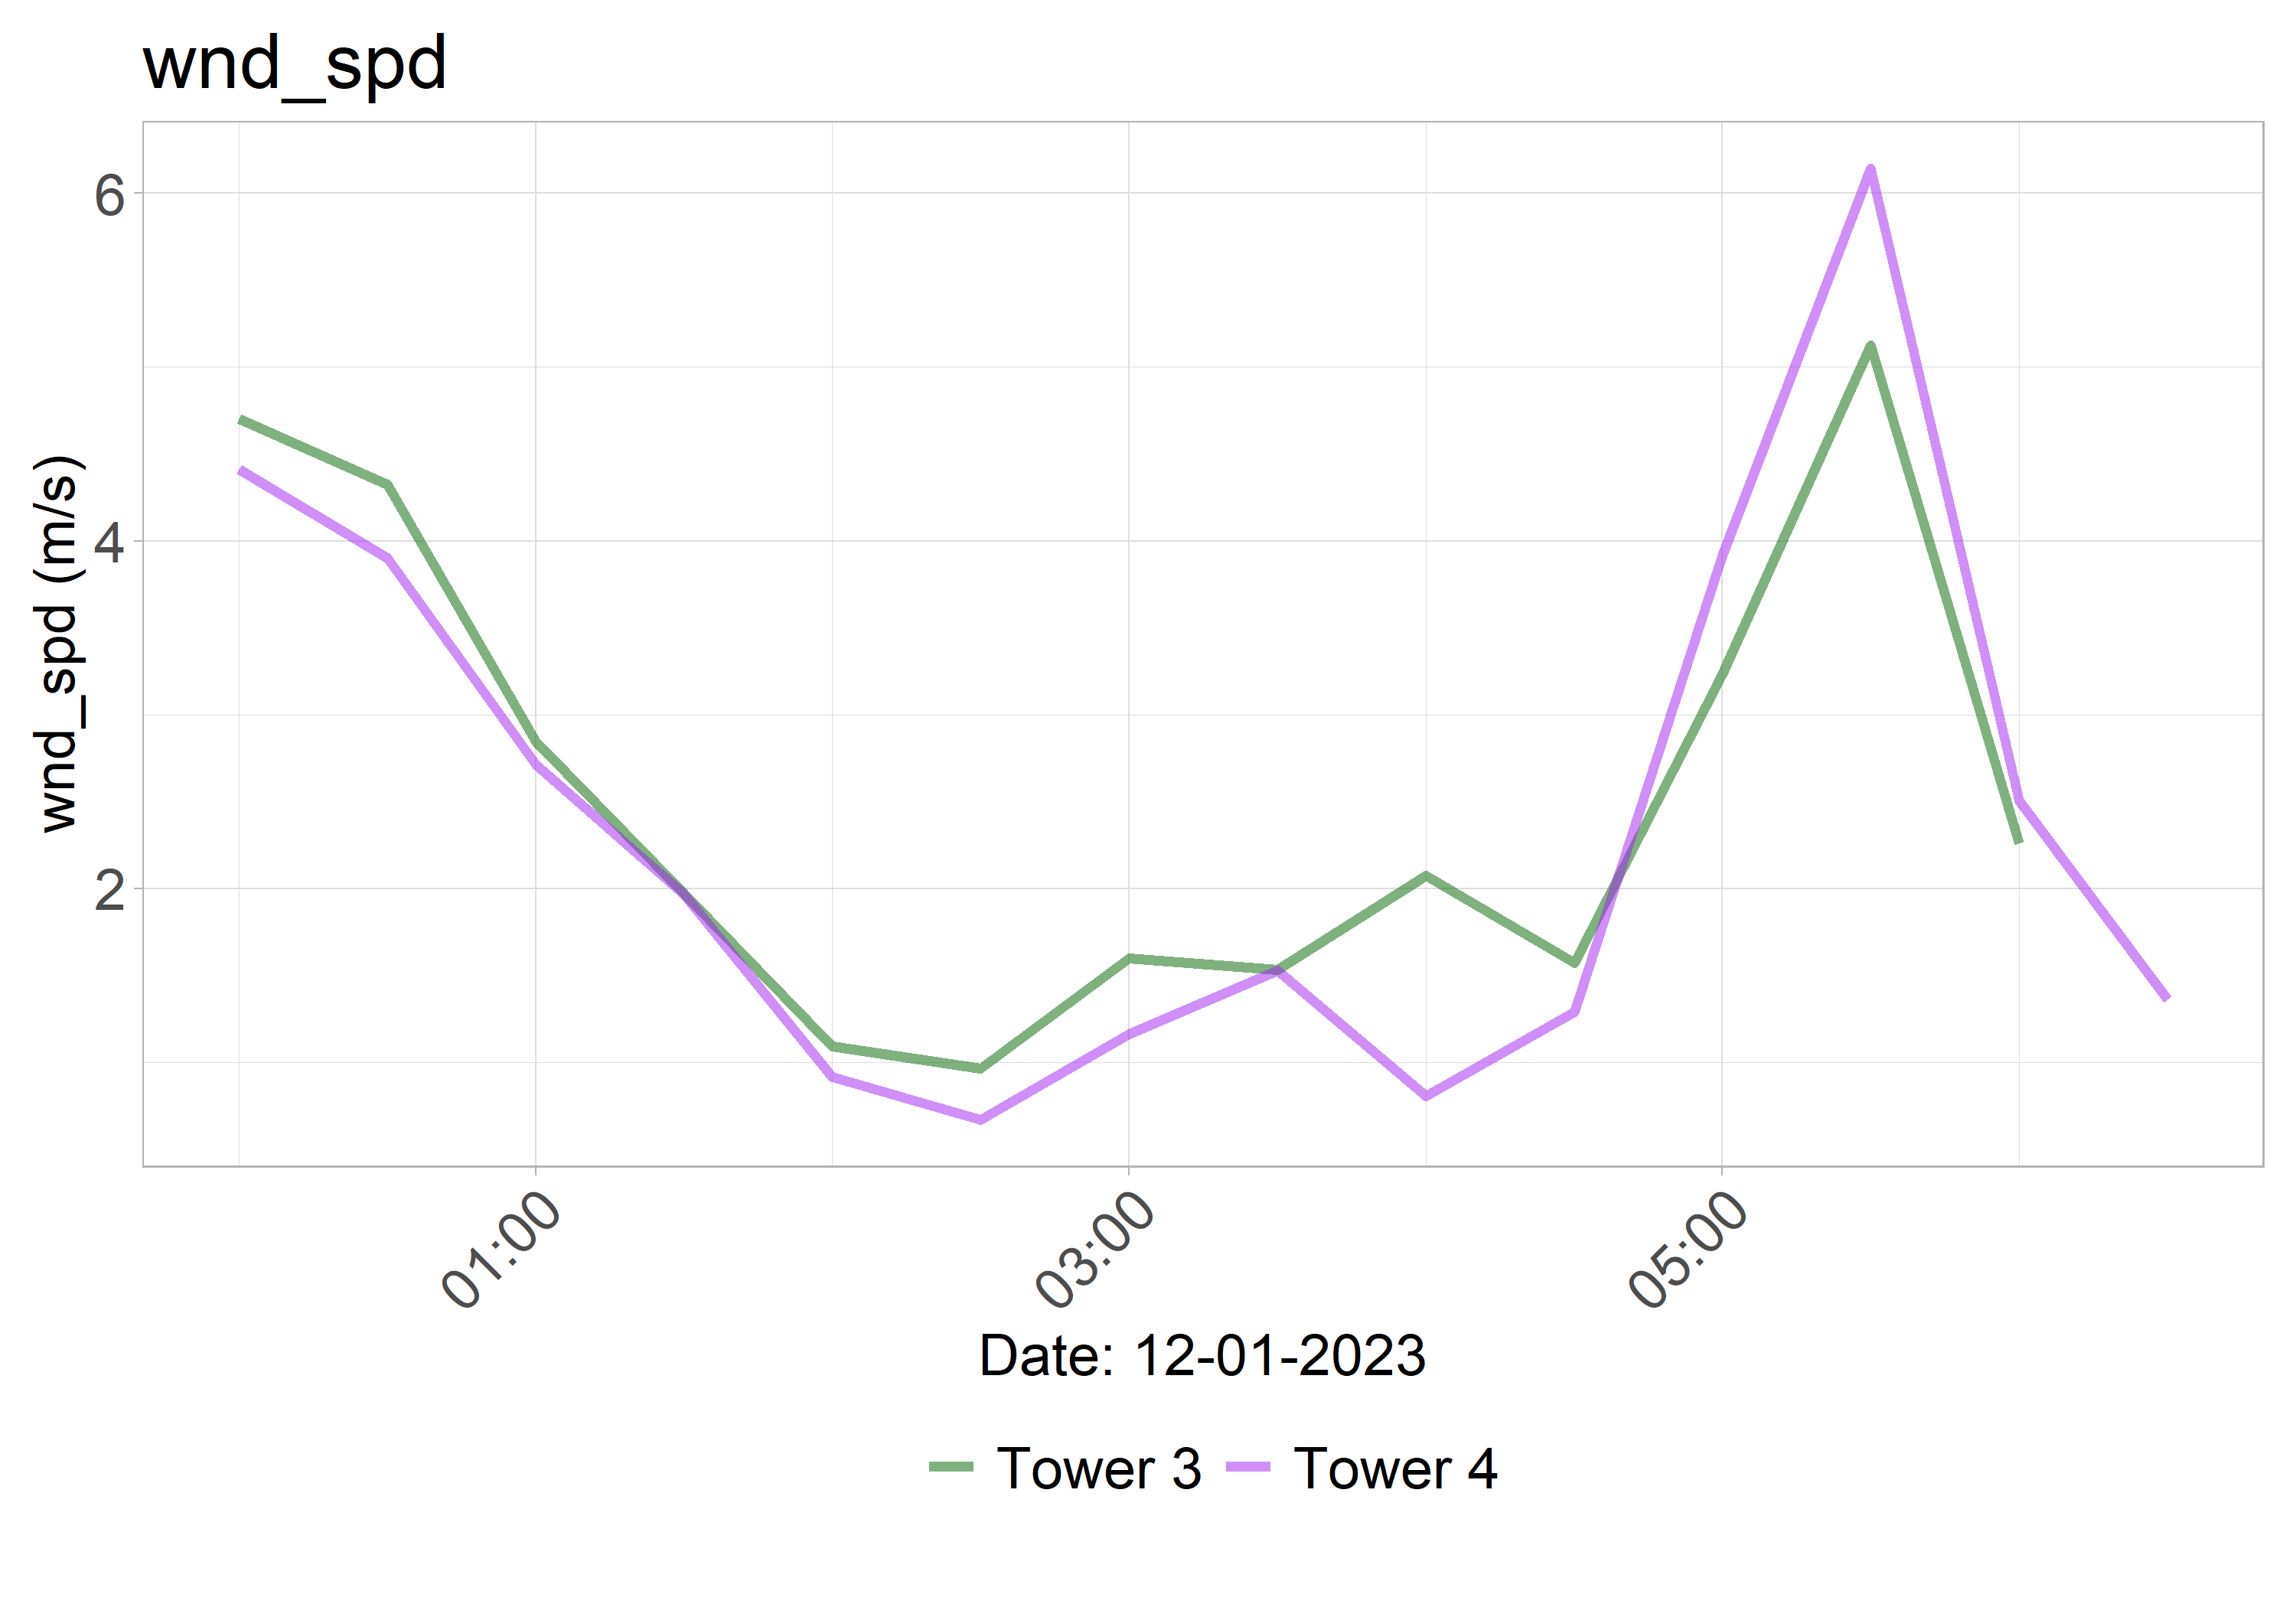 wnd_spd
wnd_spd (m/s)
6
4
2
01:00 03:00 05:00
Date: 12-01-2023
Tower 3 Tower 4